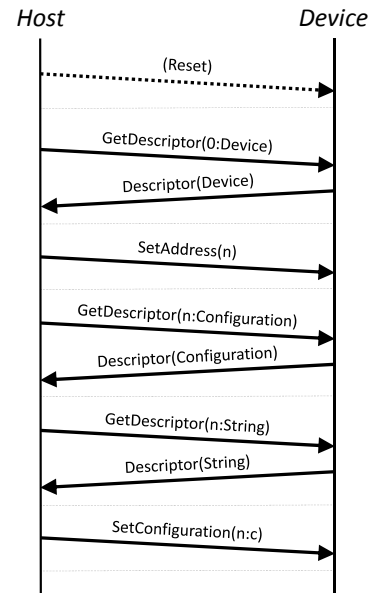 Host
Device
(Reset)
GetDescriptor(0:Device)
Descriptor(Device)
SetAddress(n)
GetDescriptor(n:Configuration)
Descriptor(Configuration)
GetDescriptor(n:String)
Descriptor(String)
SetConfiguration(n:c)